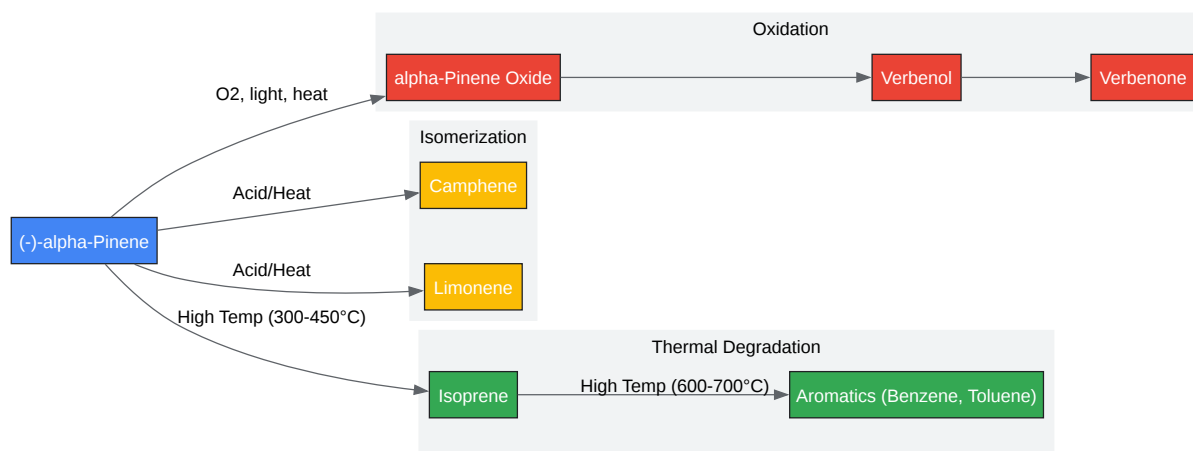 Oxidation
alpha-Pinene Oxide
Verbenol
Verbenone
O2, light, heat
Isomerization
Camphene
Acid/Heat
(-)-alpha-Pinene
Acid/Heat
Limonene
High Temp (300-450°C)
Thermal Degradation
Isoprene
High Temp (600-700°C)
Aromatics (Benzene, Toluene)